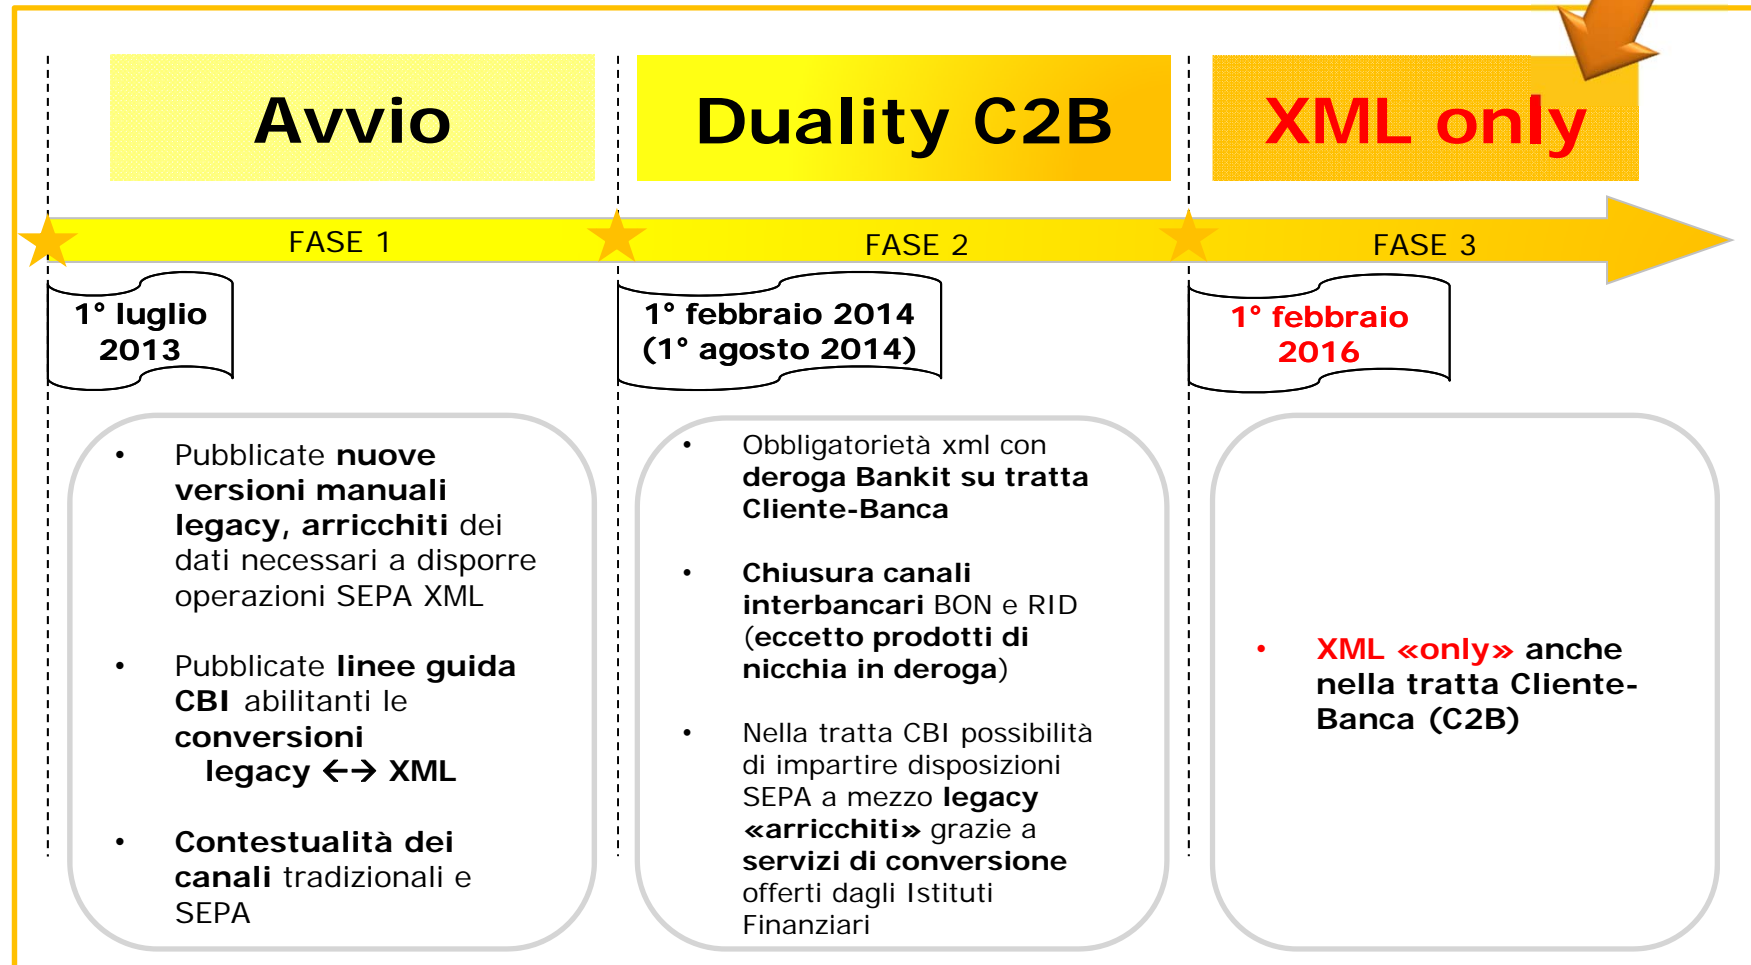 Avvio
Duality C2B
XML only
FASE 1
FASE 2
FASE 3
1° luglio
2013
1° febbraio 2014
(1° agosto 2014)
1° febbraio
2016
• Pubblicate nuove
versioni manuali
legacy, arricchiti dei
dati necessari a disporre
operazioni SEPA XML
• Pubblicate linee guida
CBI abilitanti le
conversioni
legacy ←→ XML
• Contestualità dei
canali tradizionali e
SEPA
• Obbligatorietà xml con
deroga Bankit su tratta
Cliente-Banca
• Chiusura canali
interbancari BON e RID
(eccetto prodotti di
nicchia in deroga)
• Nella tratta CBI possibilità
di impartire disposizioni
SEPA a mezzo legacy
«arricchiti» grazie a
servizi di conversione
offerti dagli Istituti
Finanziari
• XML «only» anche
nella tratta Cliente-
Banca (C2B)